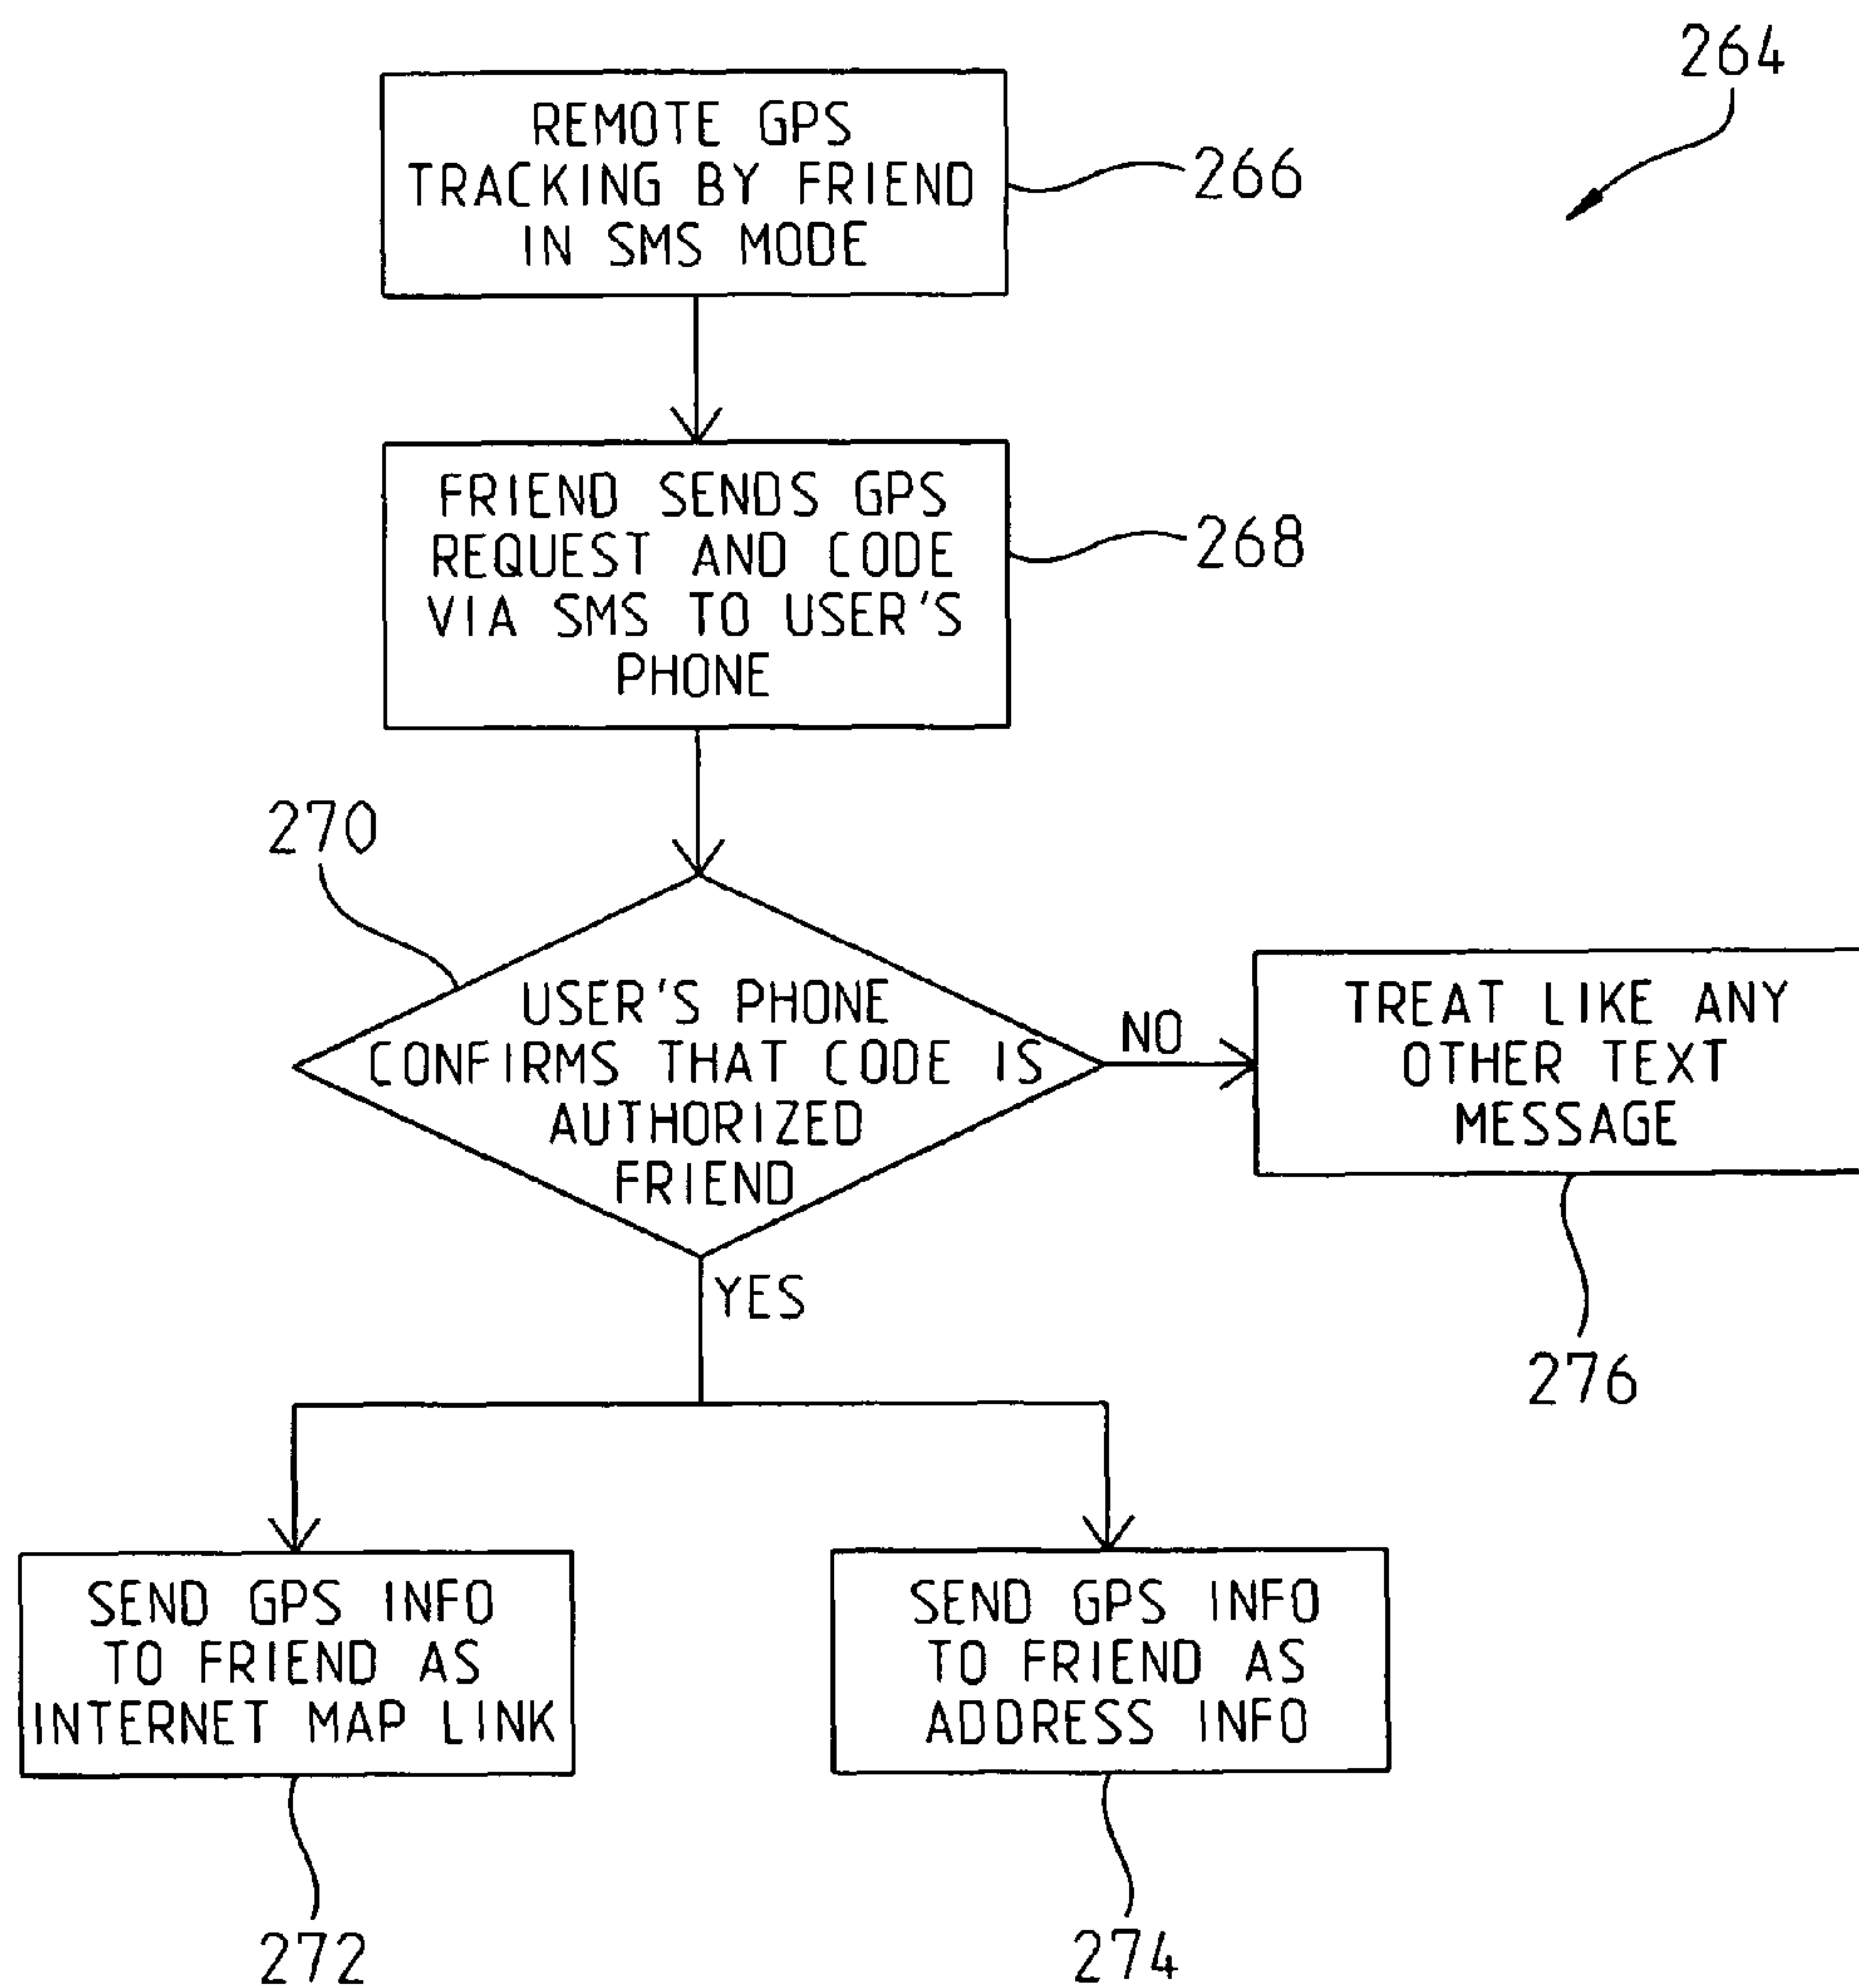 264
REMOTE GPS
TRACKING BY FRIEND
IN SMS MODE
266
FRIEND SENDS GPS
REQUEST AND CODE
VIA SMS TO USER'S
PHONE
268
270
USER'S PHONE
CONFIRMS THAT CODE IS
AUTHORIZED
FRIEND
NO
TREAT LIKE ANY
OTHER TEXT
MESSAGE
276
YES
SEND GPS INFO
TO FRIEND AS
INTERNET MAP LINK
272
SEND GPS INFO
TO FRIEND AS
ADDRESS INFO
274